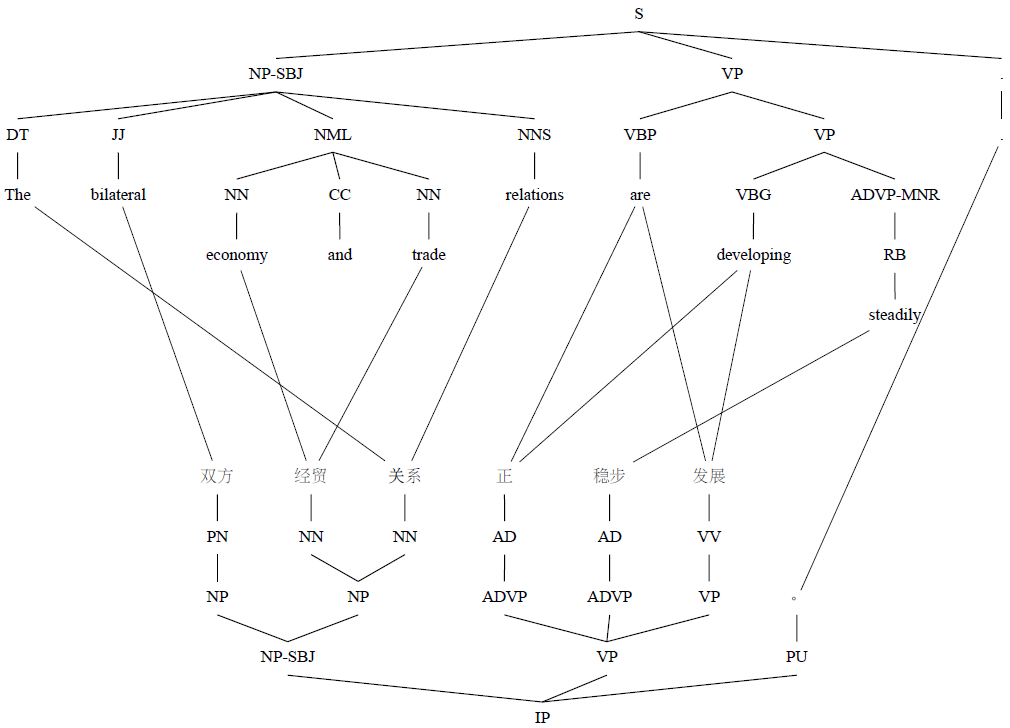 S
NP-SBJ VP .
DT JJ NML NNS VBP VP .
The bilateral NN CC NN relations are VBG ADVP-MNR
economy and trade developing RB
steadily
双方 经贸 关系 正 稳步 发展
PN NN NN AD AD VV
NP NP ADVP ADVP VP 。
NP-SBJ VP PU
IP